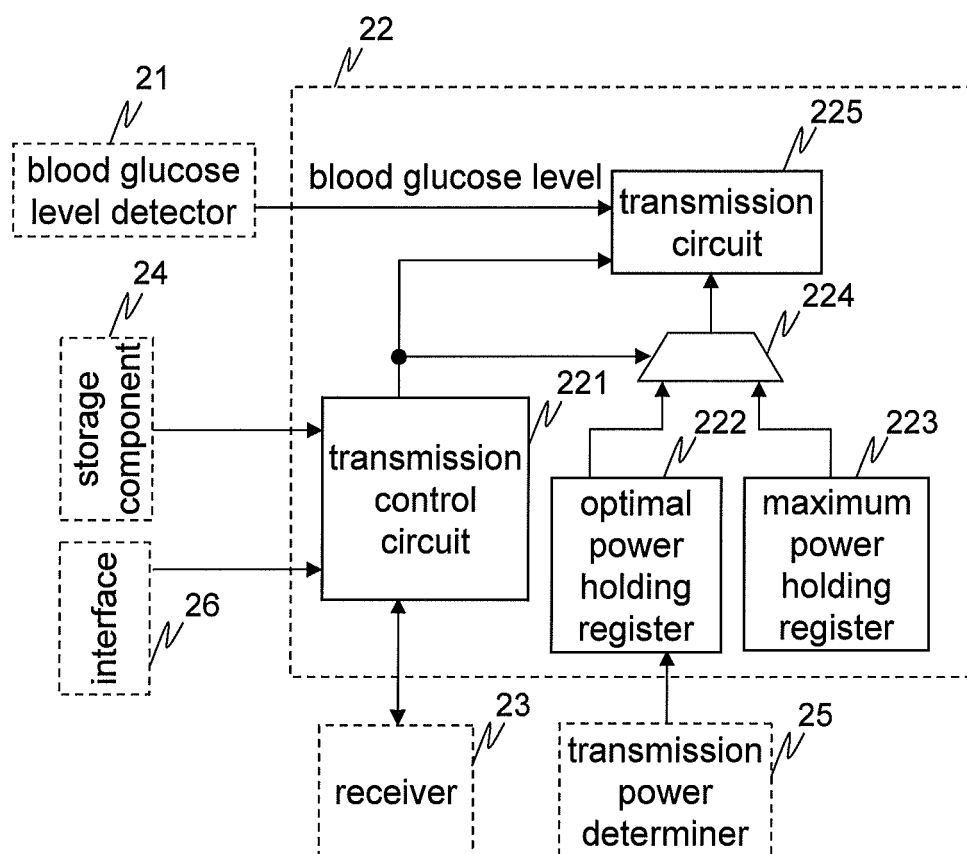 22
21
225
blood glucose
level detector
blood glucose level
transmission
circuit
24
224
storage
component
221
222
223
transmission
control
circuit
optimal
power
holding
register
maximum
power
holding
register
interface
26
23
25
receiver
transmission
power
determiner